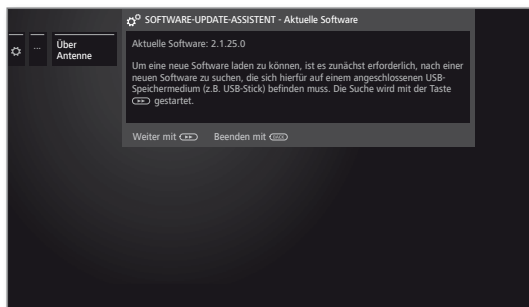 SOFTWARE-UPDATE-ASSISTENT - Aktuelle Software
...
Über
Antenne
Aktuelle Software: 2.1.25.0
Um eine neue Software laden zu können, ist es zunächst erforderlich, nach einer
neuen Software zu suchen, die sich hierfür auf einem angeschlossenen USB-
Speichermedium (z.B. USB-Stick) befinden muss. Die Suche wird mit der Taste
gestartet.
Weiter mit Beenden mit BACK